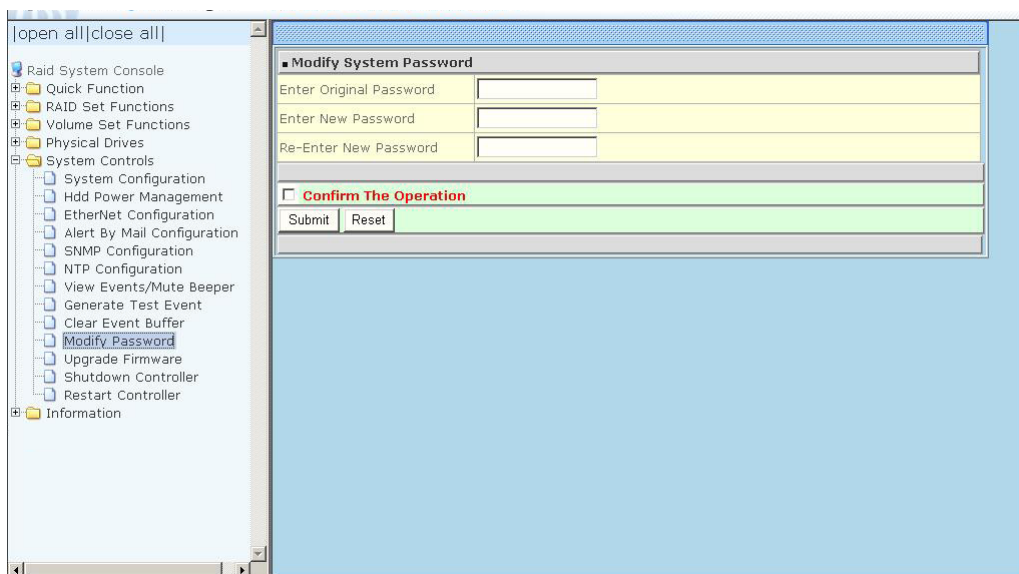 |open all|close all|
Raid System Console
Quick Function
RAID Set Functions
Volume Set Functions
Physical Drives
System Controls
System Configuration
Hdd Power Management
EtherNet Configuration
Alert By Mail Configuration
SNMP Configuration
NTP Configuration
View Events/Mute Beeper
Generate Test Event
Clear Event Buffer
Modify Password
Upgrade Firmware
Shutdown Controller
Restart Controller
Information
Modify System Password
Enter Original Password
Enter New Password
Re-Enter New Password
Confirm The Operation
Submit Reset